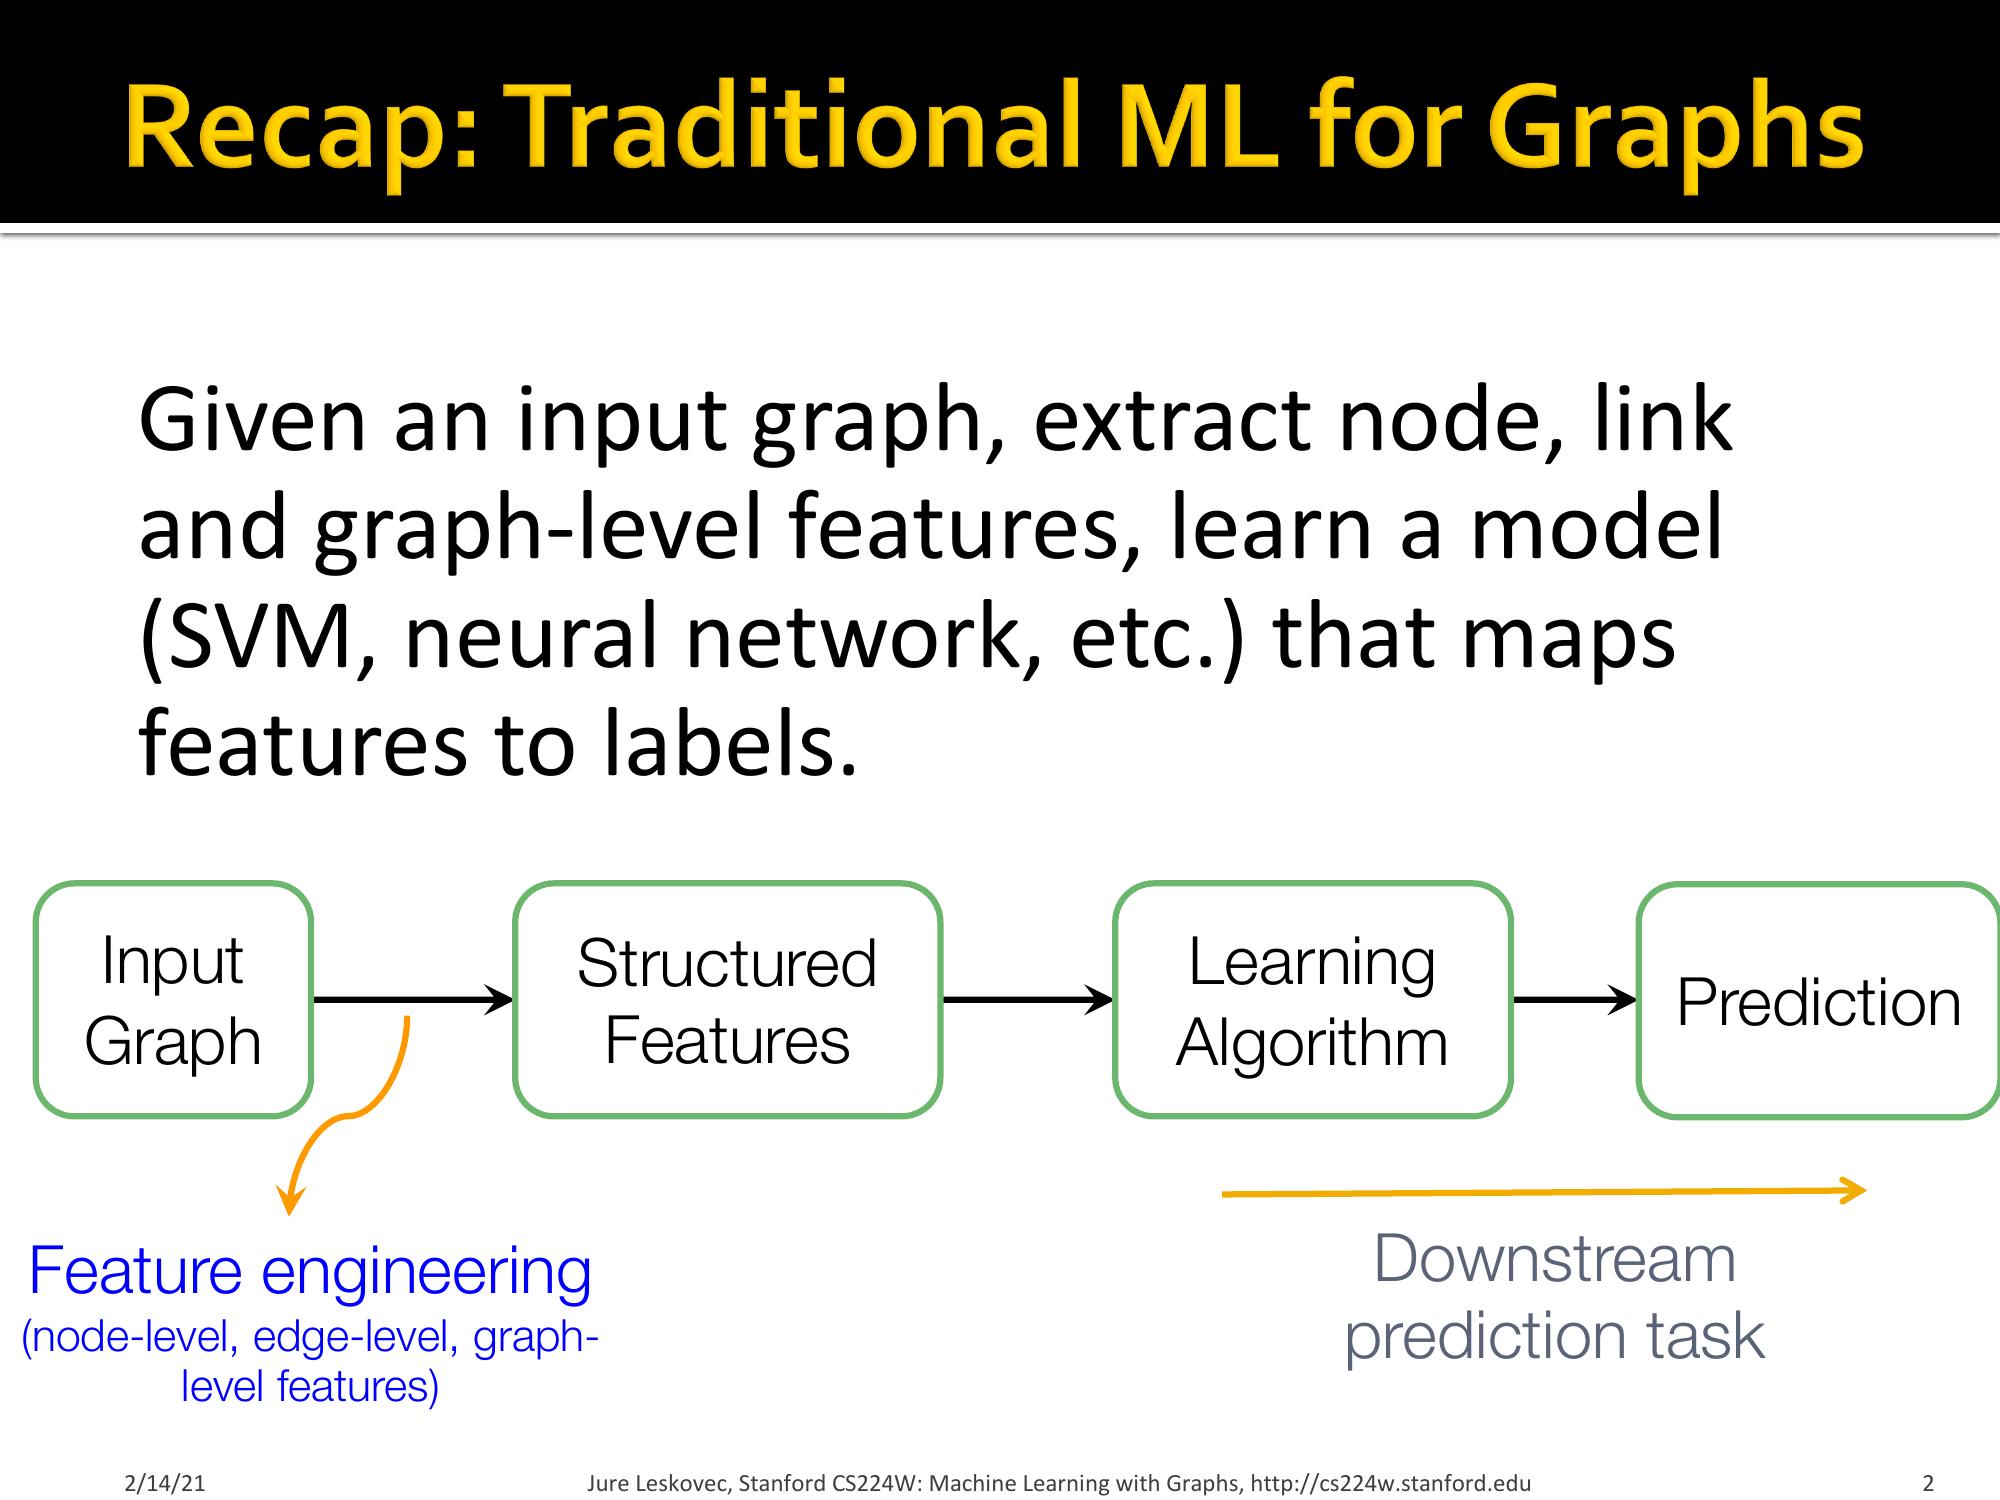 Recap: Traditional ML for Graphs
Given an input graph, extract node, link
and graph-level features, learn a model
(SVM, neural network, etc.) that maps
features to labels.
Input
Graph
Structured
Features
Learning
Algorithm
Prediction
Feature engineering
(node-level, edge-level, graph-
level features)
Downstream
prediction task
2/14/21
Jure Leskovec, Stanford CS224W: Machine Learning with Graphs, http://cs224w.stanford.edu
2